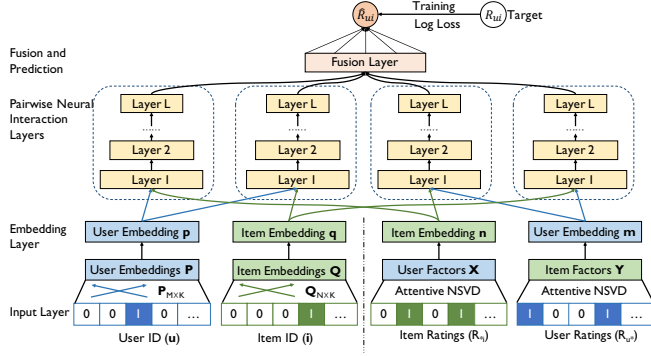 R̂ui
Training
Log Loss
Rui Target
Fusion and
Prediction
Fusion Layer
Pairwise Neural
Interaction
Layers
Layer L Layer L Layer L Layer L
...... ...... ...... ......
Layer 2 Layer 2 Layer 2 Layer 2
Layer 1 Layer 1 Layer 1 Layer 1
Embedding
Layer
User Embedding p Item Embedding q Item Embedding n User Embedding m
User Embeddings P Item Embeddings Q User Factors X Item Factors Y
P M×K Q N×K Attentive NSVD Attentive NSVD
Input Layer
0 0 1 0 ... 0 0 0 1 ... 0 1 0 1 ... 1 0 0 1 ...
User ID (u) Item ID (i) Item Ratings (R*i) User Ratings (Ru*)